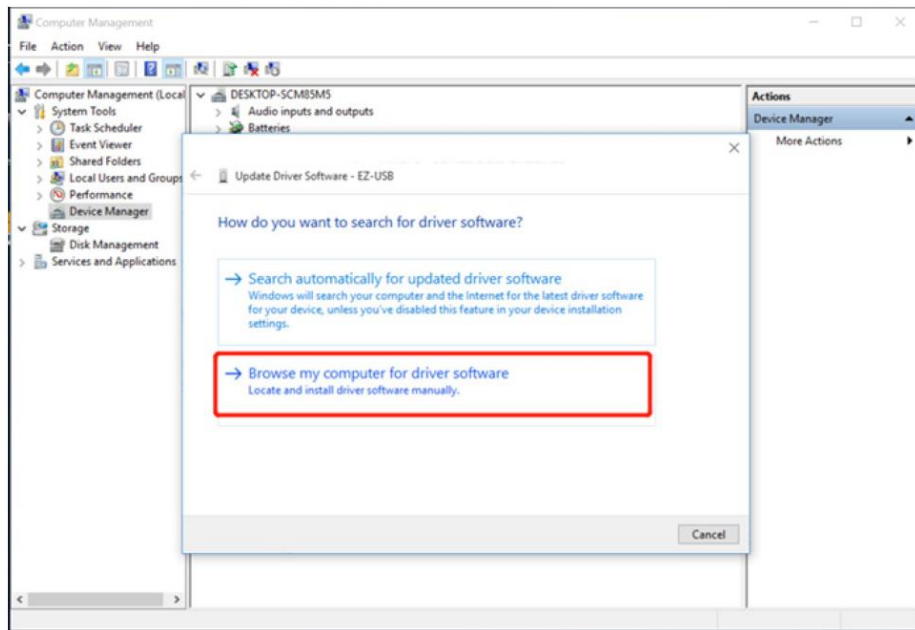 Computer Management
File Action View Help
Computer Management (Local
System Tools
Task Scheduler
Event Viewer
Shared Folders
Local Users and Groups
Performance
Device Manager
Storage
Disk Management
Services and Applications
DESKTOP-SCM85M5
Audio inputs and outputs
Batteries
Actions
Device Manager
More Actions
Update Driver Software - EZ-USB
How do you want to search for driver software?
Search automatically for updated driver software
Windows will search your computer and the Internet for the latest driver software
for your device, unless you've disabled this feature in your device installation
settings.
Browse my computer for driver software
Locate and install driver software manually.
Cancel